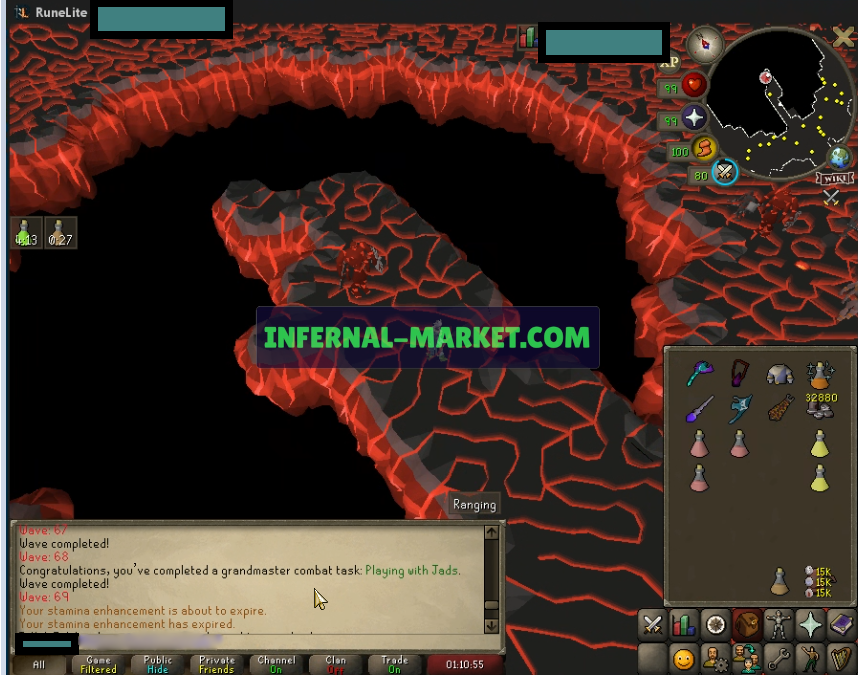 RuneLite
XP
99
99
100
80
WIKI
0:13
0:27
INFERNAL-MARKET.COM
32880
Ranging
Wave: 67
Wave completed!
Wave: 68
Congratulations, you've completed a grandmaster combat task: Playing with Jads.
Wave completed!
Wave: 69
Your stamina enhancement is about to expire.
Your stamina enhancement has expired.
15K
15K
15K
All
Game
Filtered
Public
Hide
Private
Friends
Channel
On
Clan
Off
Trade
On
01:10:55